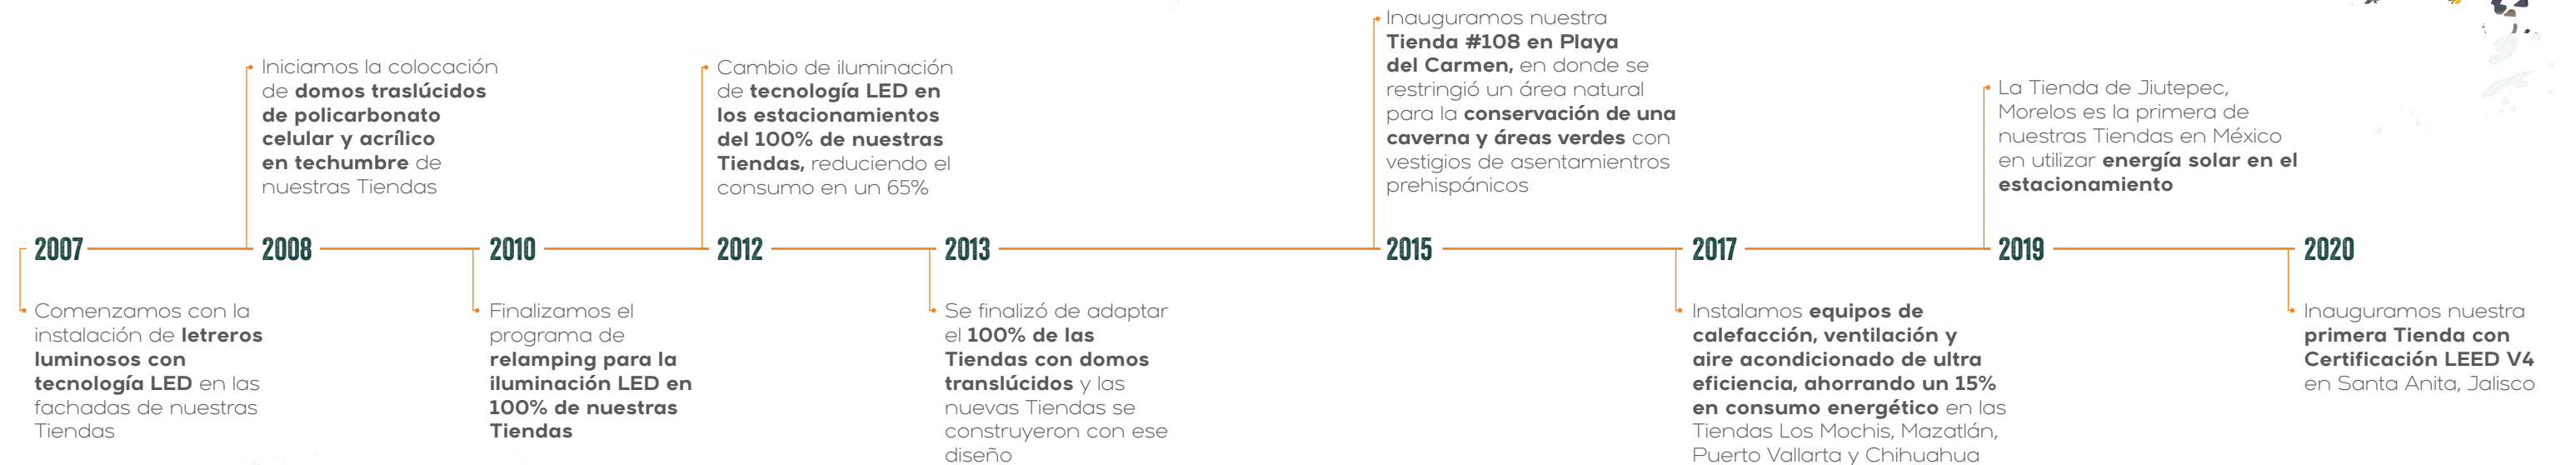 2007
Comenzamos con la
instalación de letreros
luminosos con
tecnología LED en las
fachadas de nuestras
Tiendas
Iniciamos la colocación
de domos traslúcidos
de policarbonato
celular y acrílico
en techumbre de
nuestras Tiendas
2008
2010
Finalizamos el
programa de
relamping para la
iluminación LED en
100% de nuestras
Tiendas
Cambio de iluminación
de tecnología LED en
los estacionamientos
del 100% de nuestras
Tiendas, reduciendo el
consumo en un 65%
2012
2013
Se finalizó de adaptar
el 100% de las
Tiendas con domos
translúcidos y las
nuevas Tiendas se
construyeron con ese
diseño
Inauguramos nuestra
Tienda #108 en Playa
del Carmen, en donde se
restringió un área natural
para la conservación de una
caverna y áreas verdes con
vestigios de asentamientros
prehispánicos
2015
2017
Instalamos equipos de
calefacción, ventilación y
aire acondicionado de ultra
eficiencia, ahorrando un 15%
en consumo energético en las
Tiendas Los Mochis, Mazatlán,
Puerto Vallarta y Chihuahua
La Tienda de Jiutepec,
Morelos es la primera de
nuestras Tiendas en México
en utilizar energía solar en el
estacionamiento
2019
2020
Inauguramos nuestra
primera Tienda con
Certificación LEED V4
en Santa Anita, Jalisco